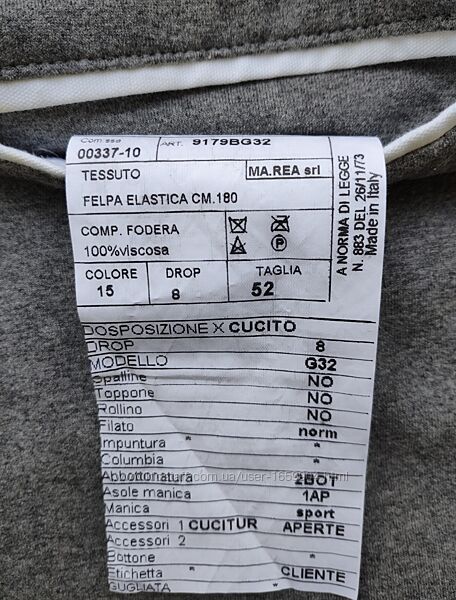 Com.ssa ART. 9179BG32
00337-10
TESSUTO MA.REA srl
FELPA ELASTICA CM.180
COMP. FODERA
100%viscosa
P
COLORE DROP TAGLIA
15 8 52
A NORMA DI LEGGE
N. 883 DEL 26/11/73
Made in Italy
DOSPOSIZIONE X CUCITO
DROP 8
MODELLO G32
Spalline NO
Toppone NO
Rollino NO
Filato norm
Impuntura * *
Columbia * *
Abbottonatura 2BOT
Asole manica 1AP
Manica sport
Accessori 1 CUCITUR APERTE
Accessori 2
Bottone *
Etichetta CLIENTE
GUGLIATA *